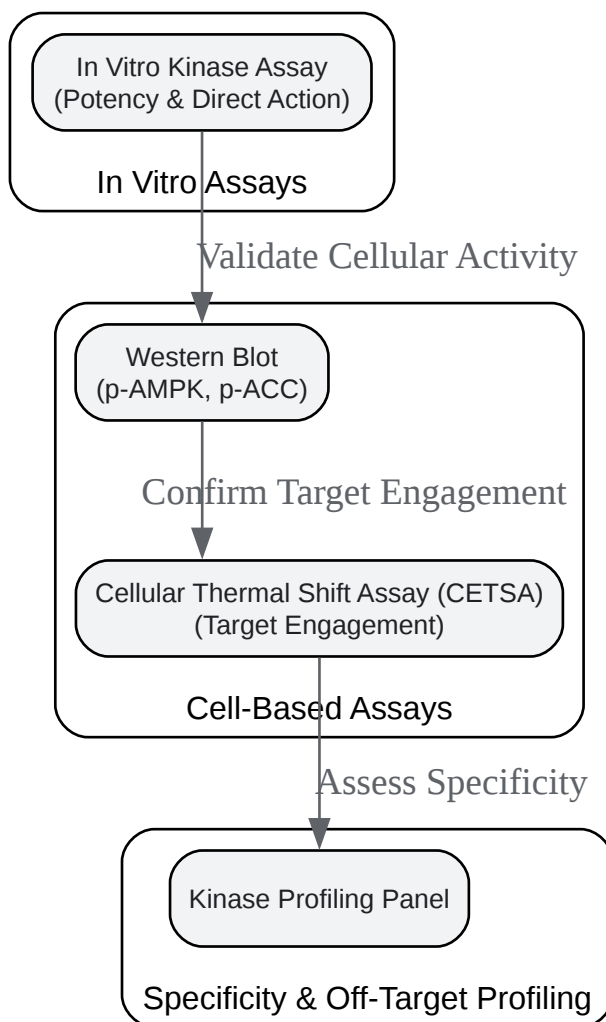 In Vitro Kinase Assay
(Potency & Direct Action)
In Vitro Assays
Validate Cellular Activity
Western Blot
(p-AMPK, p-ACC)
Confirm Target Engagement
Cellular Thermal Shift Assay (CETSA)
(Target Engagement)
Cell-Based Assays
Assess Specificity
Kinase Profiling Panel
Specificity & Off-Target Profiling